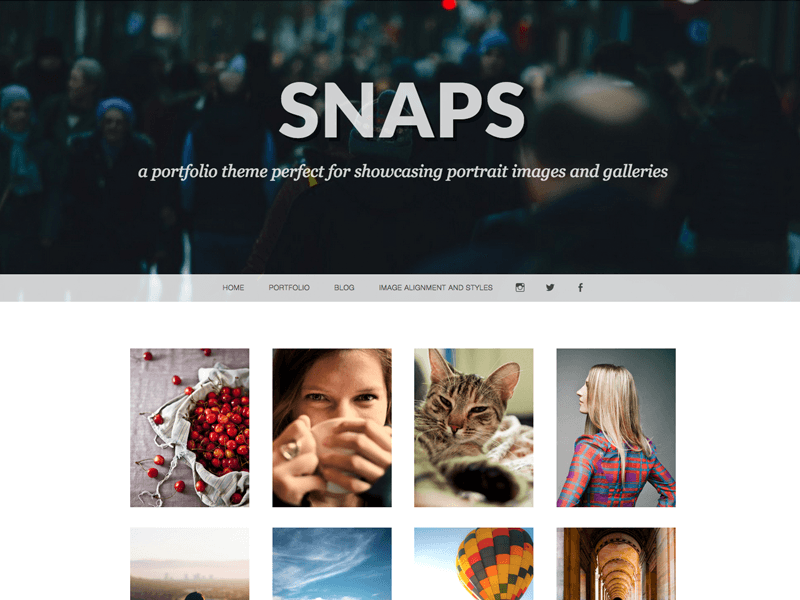 SNAPS
a portfolio theme perfect for showcasing portrait images and galleries
HOME PORTFOLIO BLOG IMAGE ALIGNMENT AND STYLES